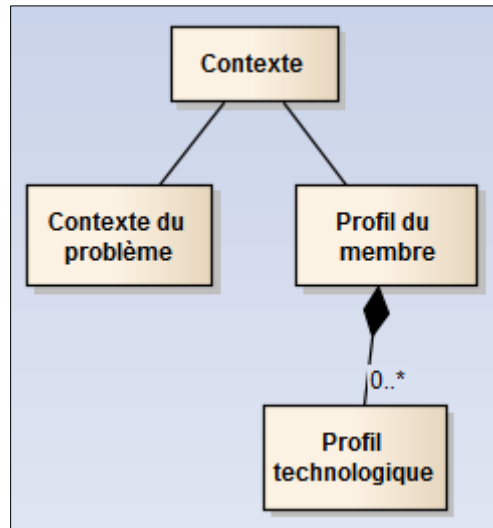 Contexte
Contexte du
problème
Profil du
membre
0..*
Profil
technologique